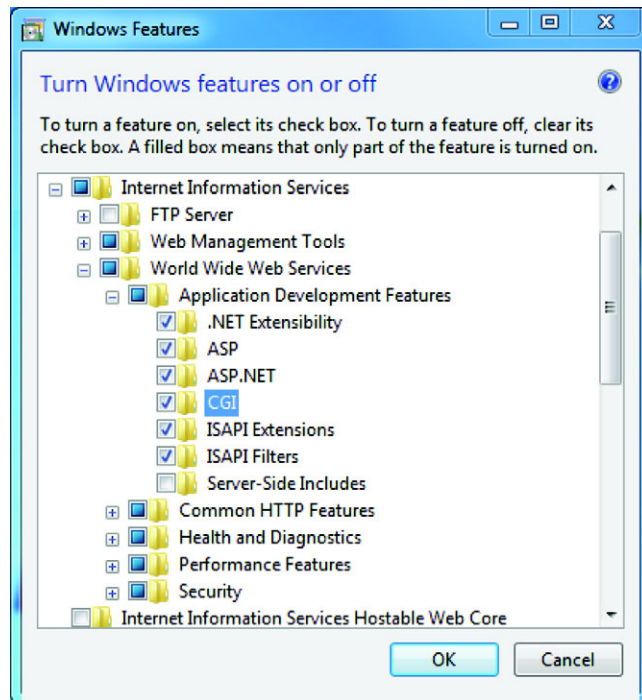 Windows Features
Turn Windows features on or off
To turn a feature on, select its check box. To turn a feature off, clear its
check box. A filled box means that only part of the feature is turned on.
Internet Information Services
FTP Server
Web Management Tools
World Wide Web Services
Application Development Features
.NET Extensibility
ASP
ASP.NET
CGI
ISAPI Extensions
ISAPI Filters
Server-Side Includes
Common HTTP Features
Health and Diagnostics
Performance Features
Security
Internet Information Services Hostable Web Core
OK Cancel